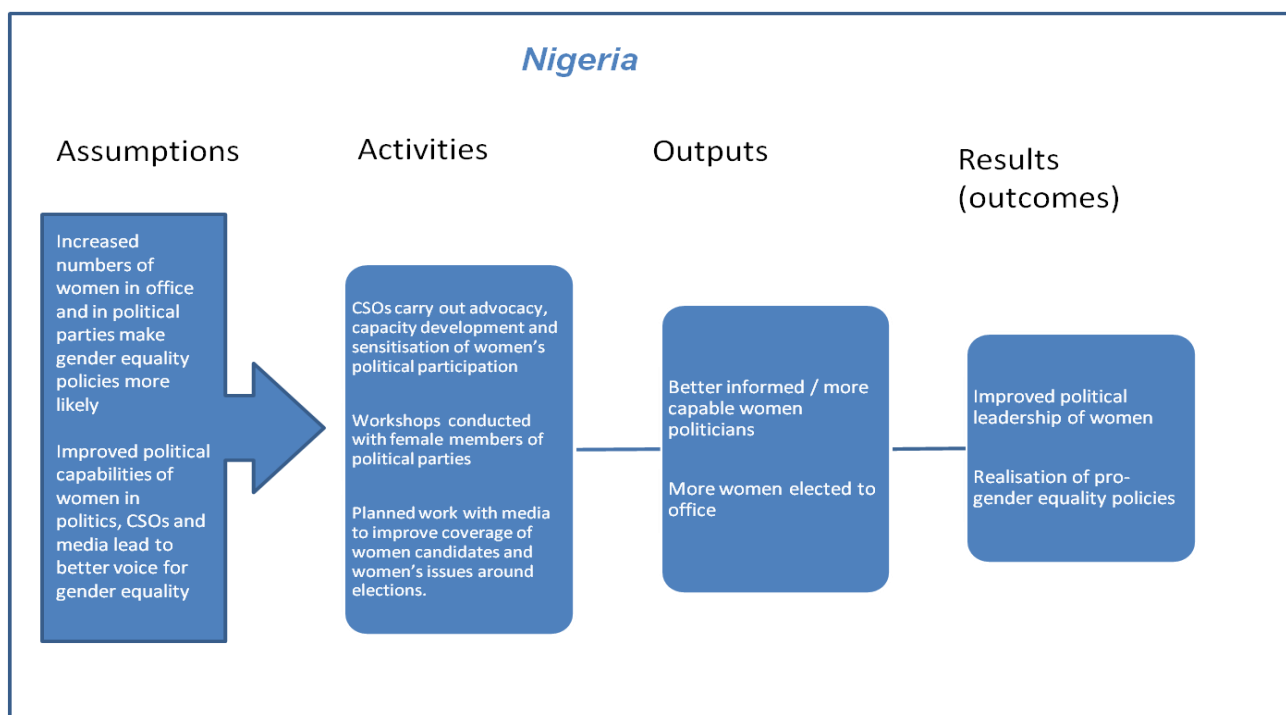 Nigeria
Assumptions
Activities
Outputs
Results
(outcomes)
Increased
numbers of
women in office
and in political
parties make
gender equality
policies more
likely
Improved political
capabilities of
women in
politics, CSOs and
media lead to
better voice for
gender equality
CSOs carry out advocacy,
capacity development and
sensitisation of women's
political participation
Workshops conducted
with female members of
political parties
Planned work with media
to improve coverage of
women candidates and
women's issues around
elections.
Better informed / more
capable women
politicians
More women elected to
office
Improved political
leadership of women
Realisation of pro-
gender equality policies